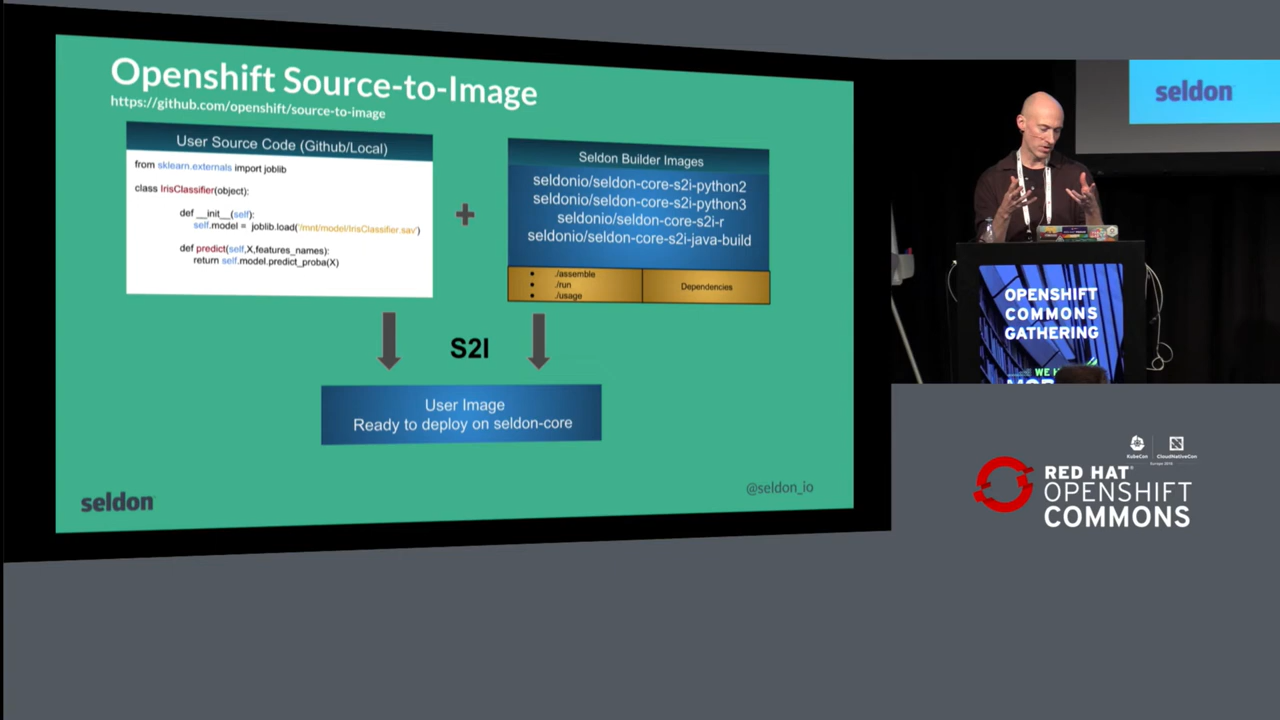 Openshift Source-to-Image
https://github.com/openshift/source-to-image
User Source Code (Github/Local)
from sklearn.externals import joblib
class IrisClassifier(object):
def __init__(self):
self.model = joblib.load('/mnt/model/IrisClassifier.sav')
def predict(self,X,features_names):
return self.model.predict_proba(X)
+
Seldon Builder Images
seldonio/seldon-core-s2i-python2
seldonio/seldon-core-s2i-python3
seldonio/seldon-core-s2i-r
seldonio/seldon-core-s2i-java-build
./assemble
./run
./usage
Dependencies
S2I
User Image
Ready to deploy on seldon-core
seldon
@seldon_io
seldon
OPENSHIFT
COMMONS
GATHERING
WE H
KubeCon
CloudNativeCon
Europe 2018
RED HAT®
OPENSHIFT
COMMONS